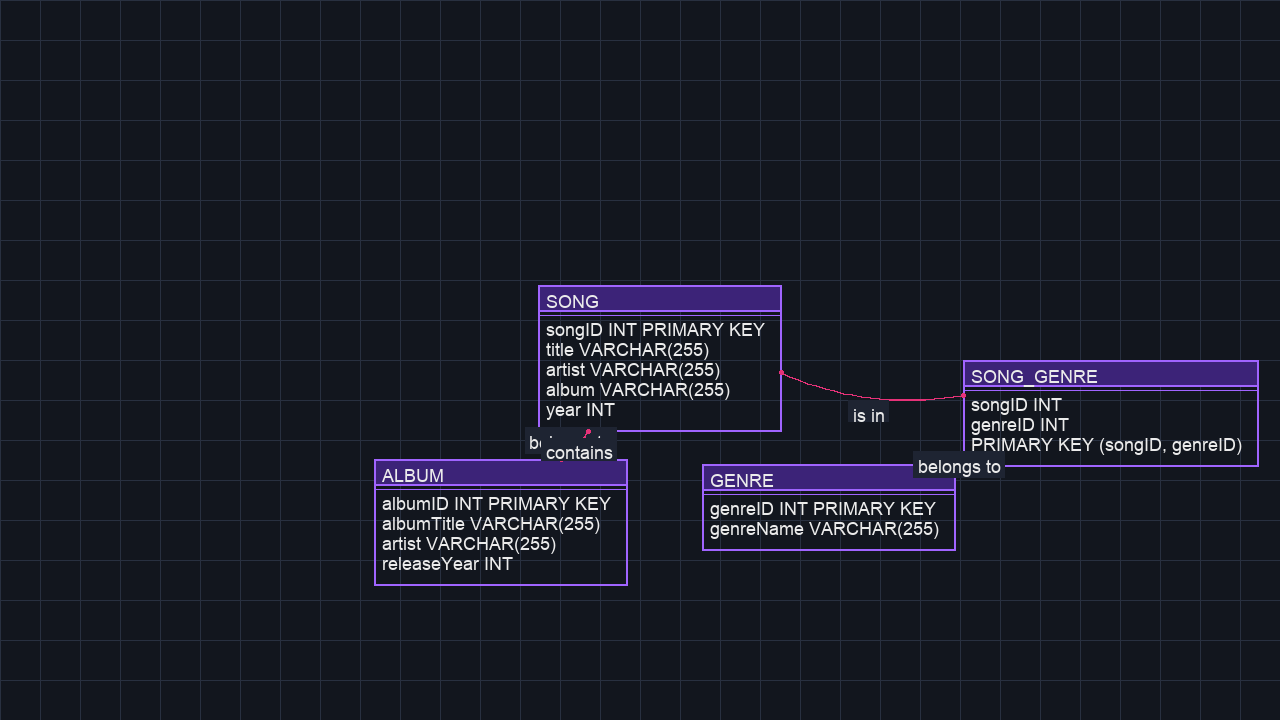 SONG
songID INT PRIMARY KEY
title VARCHAR(255)
artist VARCHAR(255)
album VARCHAR(255)
year INT
is in
SONG_GENRE
songID INT
genreID INT
PRIMARY KEY (songID, genreID)
contains
belongs to
ALBUM
albumID INT PRIMARY KEY
albumTitle VARCHAR(255)
artist VARCHAR(255)
releaseYear INT
GENRE
genreID INT PRIMARY KEY
genreName VARCHAR(255)